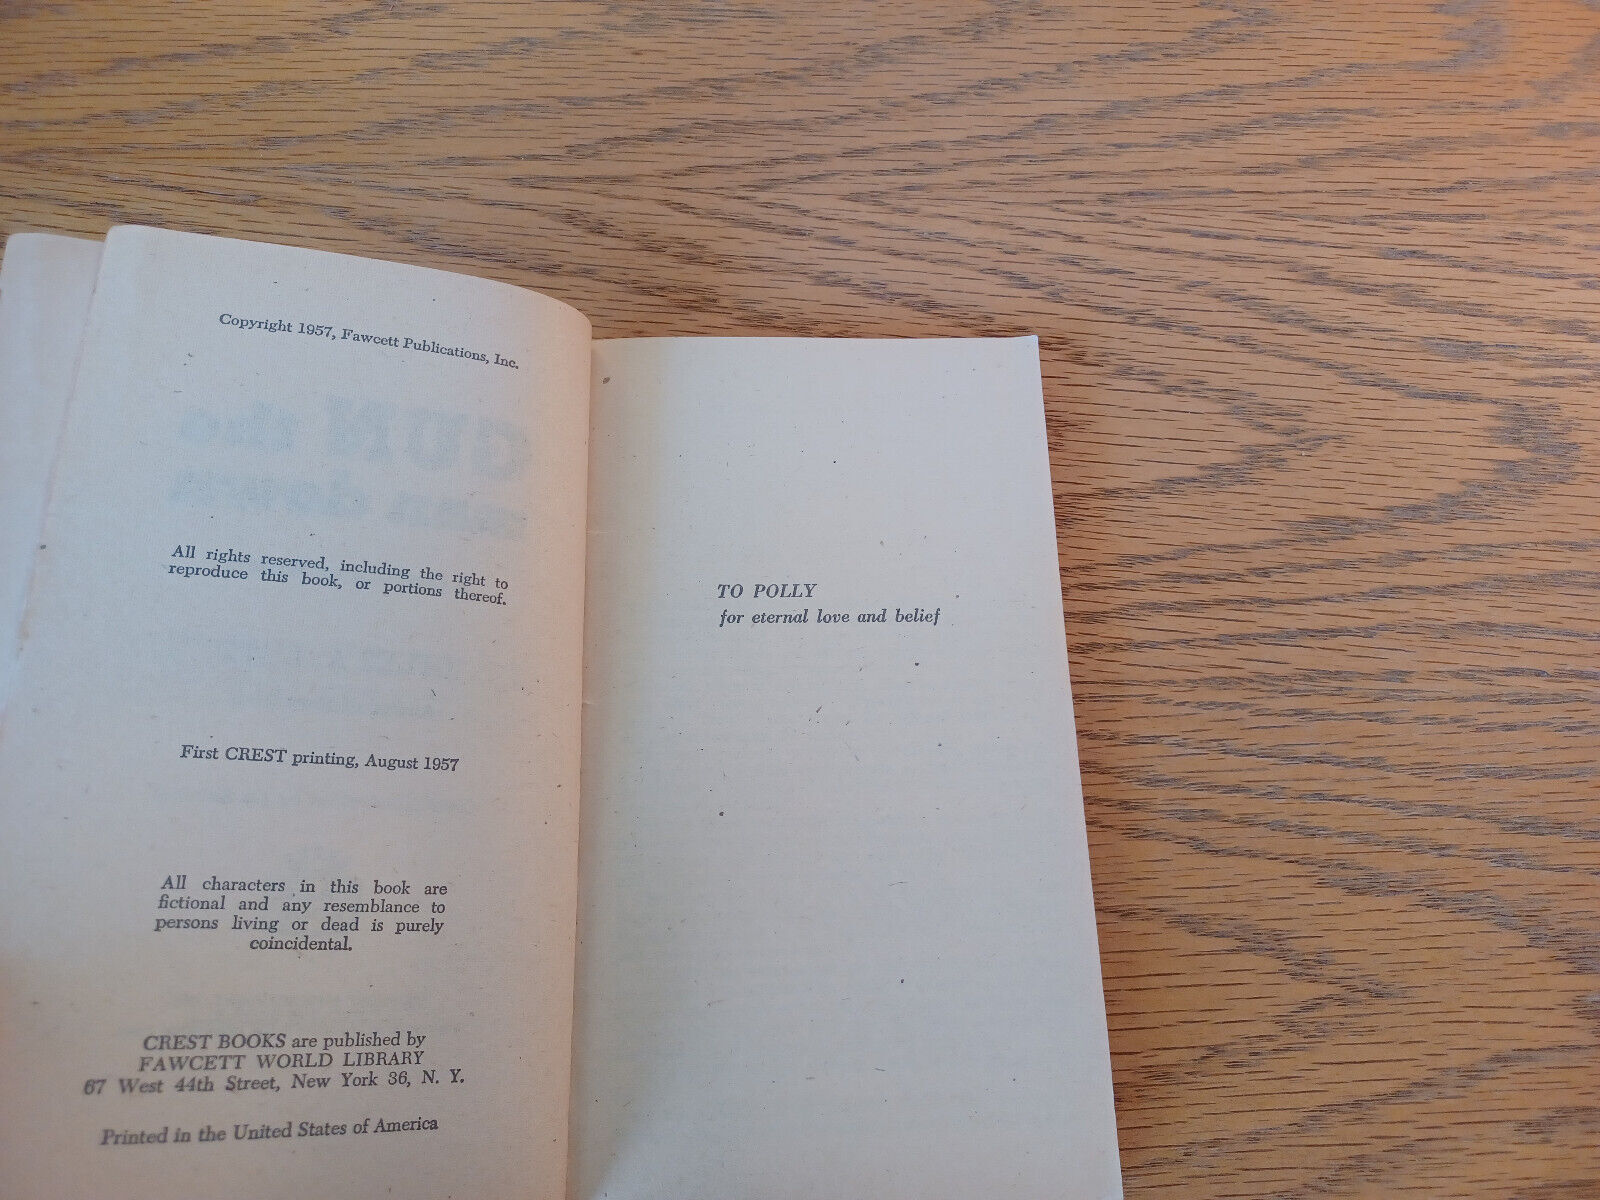 Copyright 1957, Fawcett Publications, Inc.
All rights reserved, including the right to
reproduce this book, or portions thereof.
First CREST printing, August 1957
All characters in this book are
fictional and any resemblance to
persons living or dead is purely
coincidental.
CREST BOOKS are published by
FAWCETT WORLD LIBRARY
67 West 44th Street, New York 36, N. Y.
Printed in the United States of America
TO POLLY
for eternal love and belief